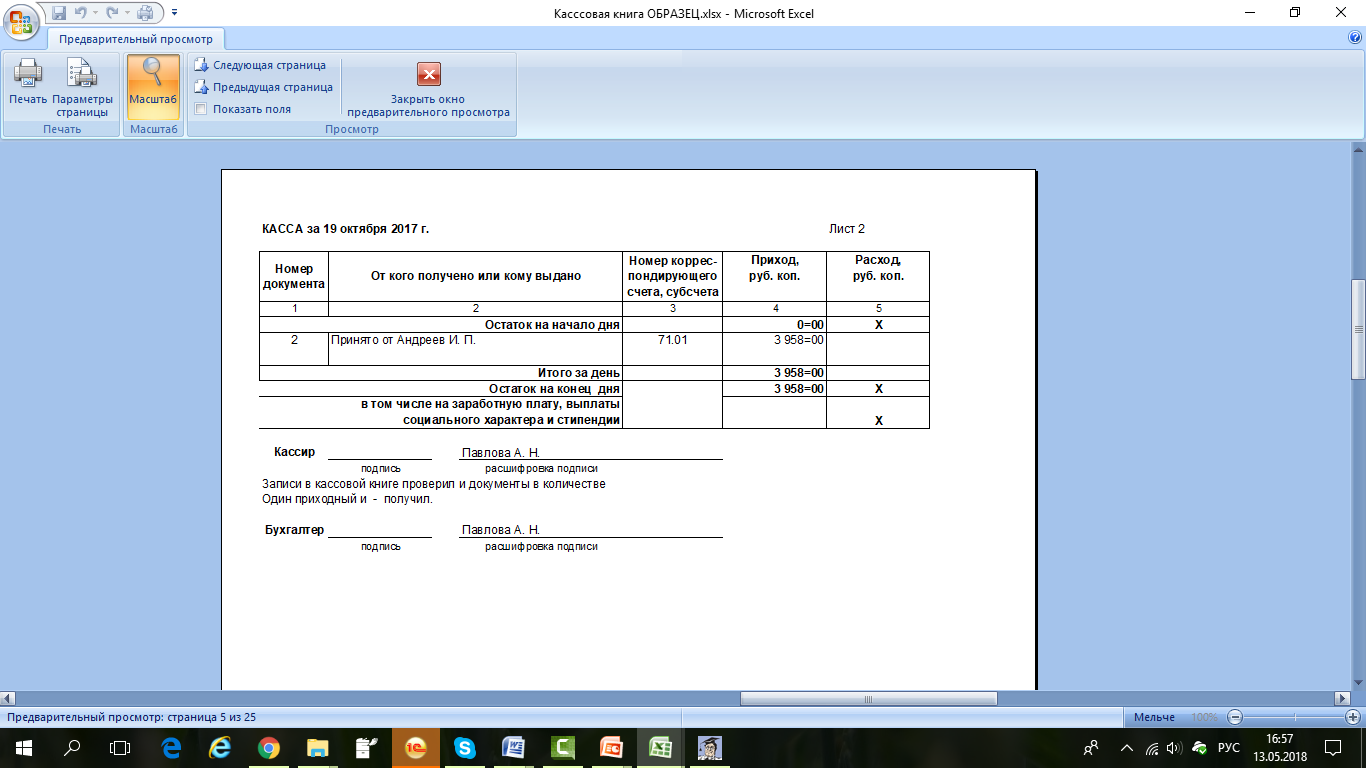 Касссовая книга ОБРАЗЕЦ.xlsx - Microsoft Excel
Предварительный просмотр
Печать
Параметры страницы
Печать
Масштаб
Масштаб
Следующая страница
Предыдущая страница
Показать поля
Закрыть окно
предварительного просмотра
Просмотр
КАССА за 19 октября 2017 г. Лист 2
Номер документа
От кого получено или кому выдано
Номер коррес-
пондирующего
счета, субсчета
Приход,
руб. коп.
Расход,
руб. коп.
1 2 3 4 5
Остаток на начало дня 0=00 X
2 Принято от Андреев И. П. 71.01 3 958=00
Итого за день 3 958=00
Остаток на конец дня 3 958=00 X
в том числе на заработную плату, выплаты
социального характера и стипендии X
Кассир Павлова А. Н.
подпись расшифровка подписи
Записи в кассовой книге проверил и документы в количестве
Один приходный и - получил.
Бухгалтер Павлова А. Н.
подпись расшифровка подписи
Предварительный просмотр: страница 5 из 25 Мельче 100%
1С РУС 16:57
13.05.2018